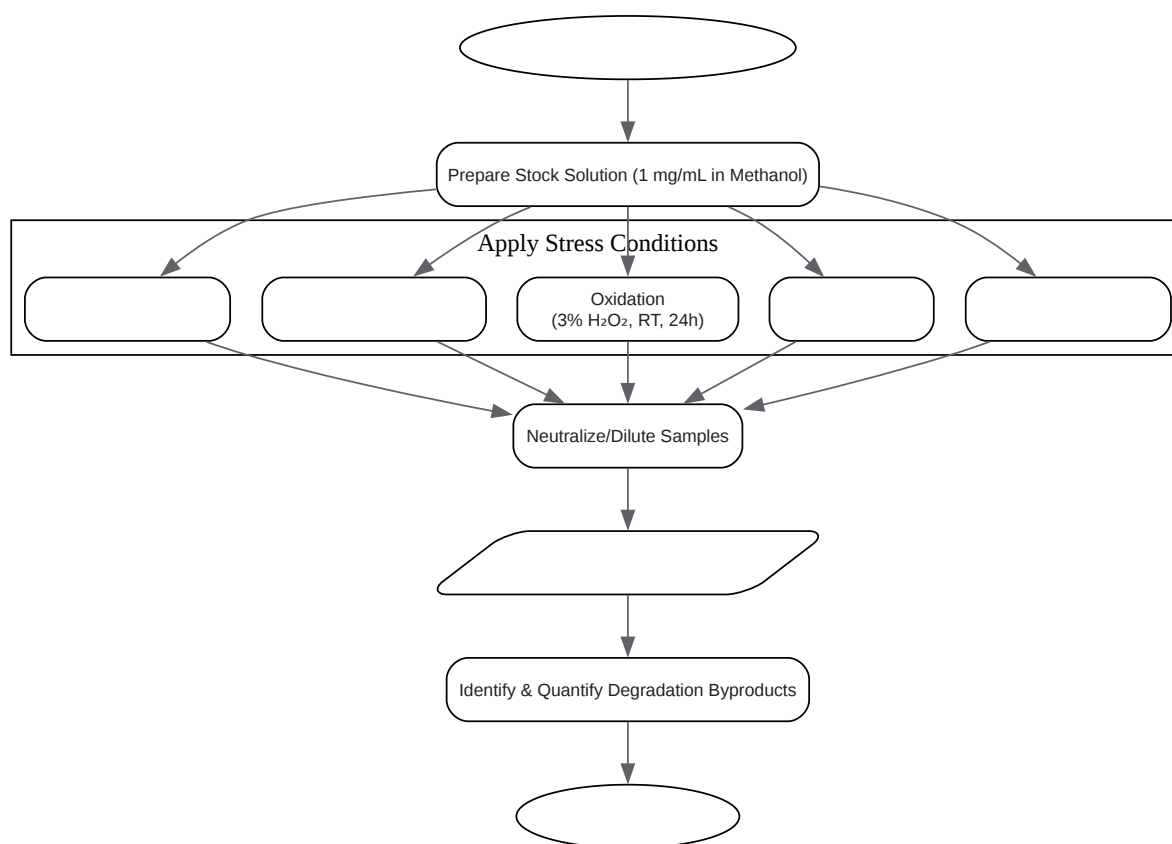 Prepare Stock Solution (1 mg/mL in Methanol)
Apply Stress Conditions
Oxidation
(3% H₂O₂, RT, 24h)
Neutralize/Dilute Samples
Identify & Quantify Degradation Byproducts